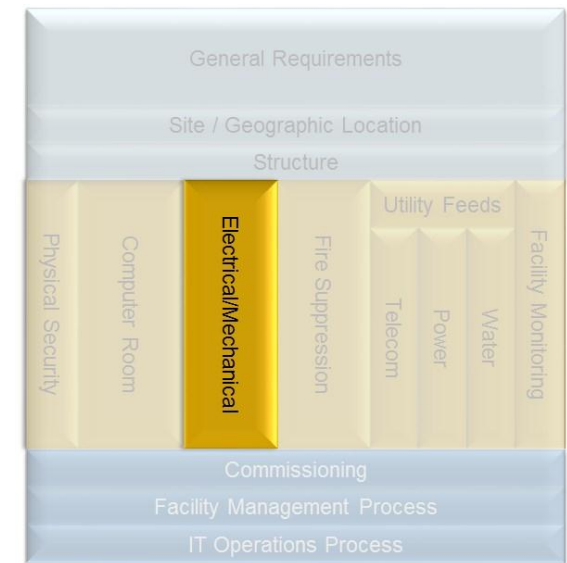 General Requirements
Site / Geographic Location
Structure
Physical Security
Computer Room
Electrical/Mechanical
Fire Suppression
Utility Feeds
Telecom
Power
Water
Facility Monitoring
Commissioning
Facility Management Process
IT Operations Process